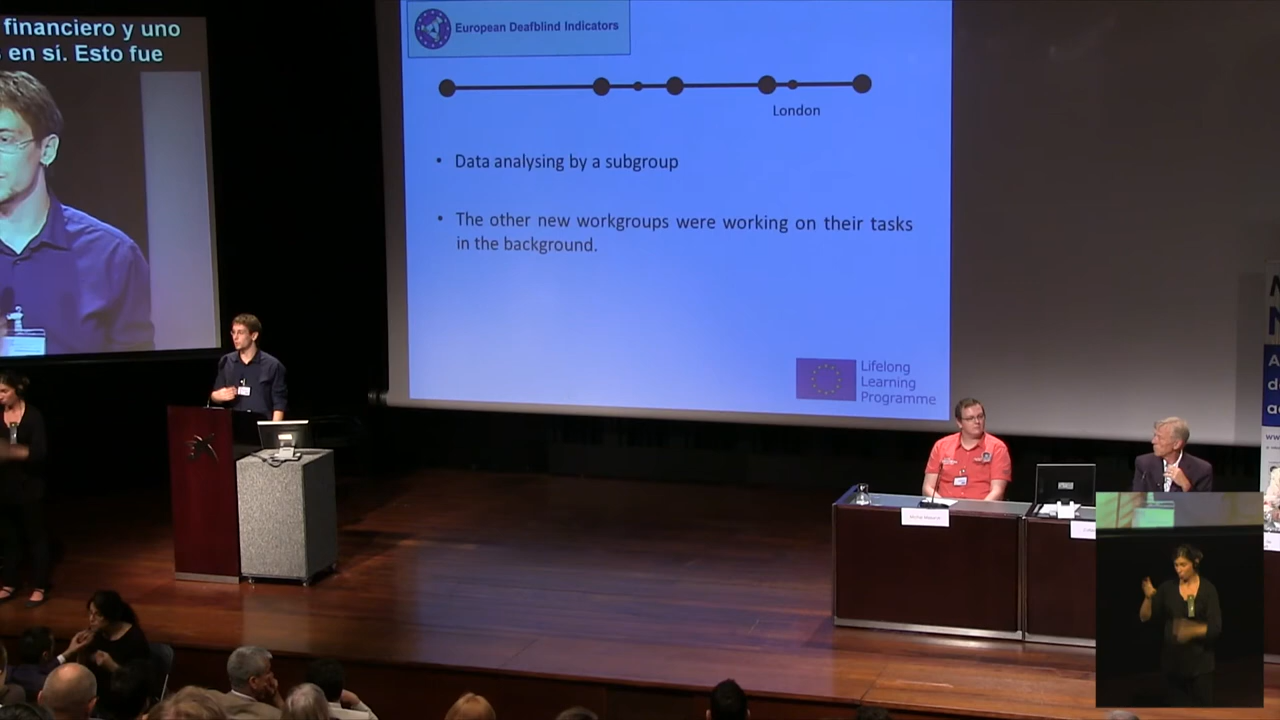 financiero y uno
en sí. Esto fue
European Deafblind Indicators
London
• Data analysing by a subgroup
• The other new workgroups were working on their tasks
in the background.
Lifelong
Learning
Programme